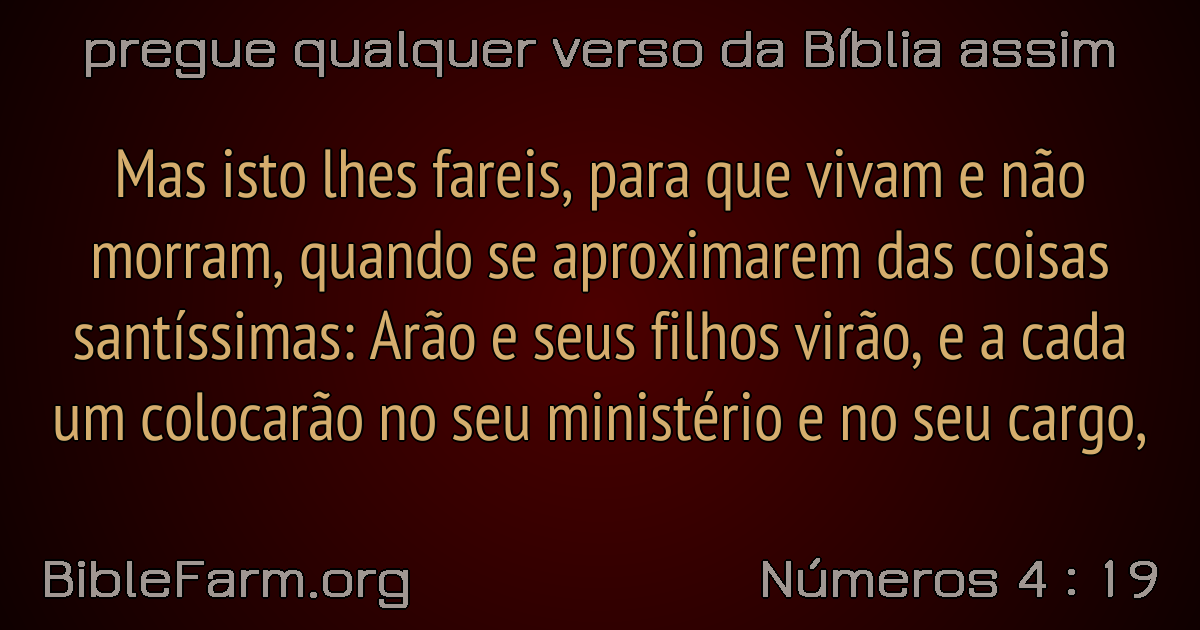 pregue qualquer verso da Bíblia assim
Mas isto lhes fareis, para que vivam e não
morram, quando se aproximarem das coisas
santíssimas: Arão e seus filhos virão, e a cada
um colocarão no seu ministério e no seu cargo,
BibleFarm.org
Números 4 : 19